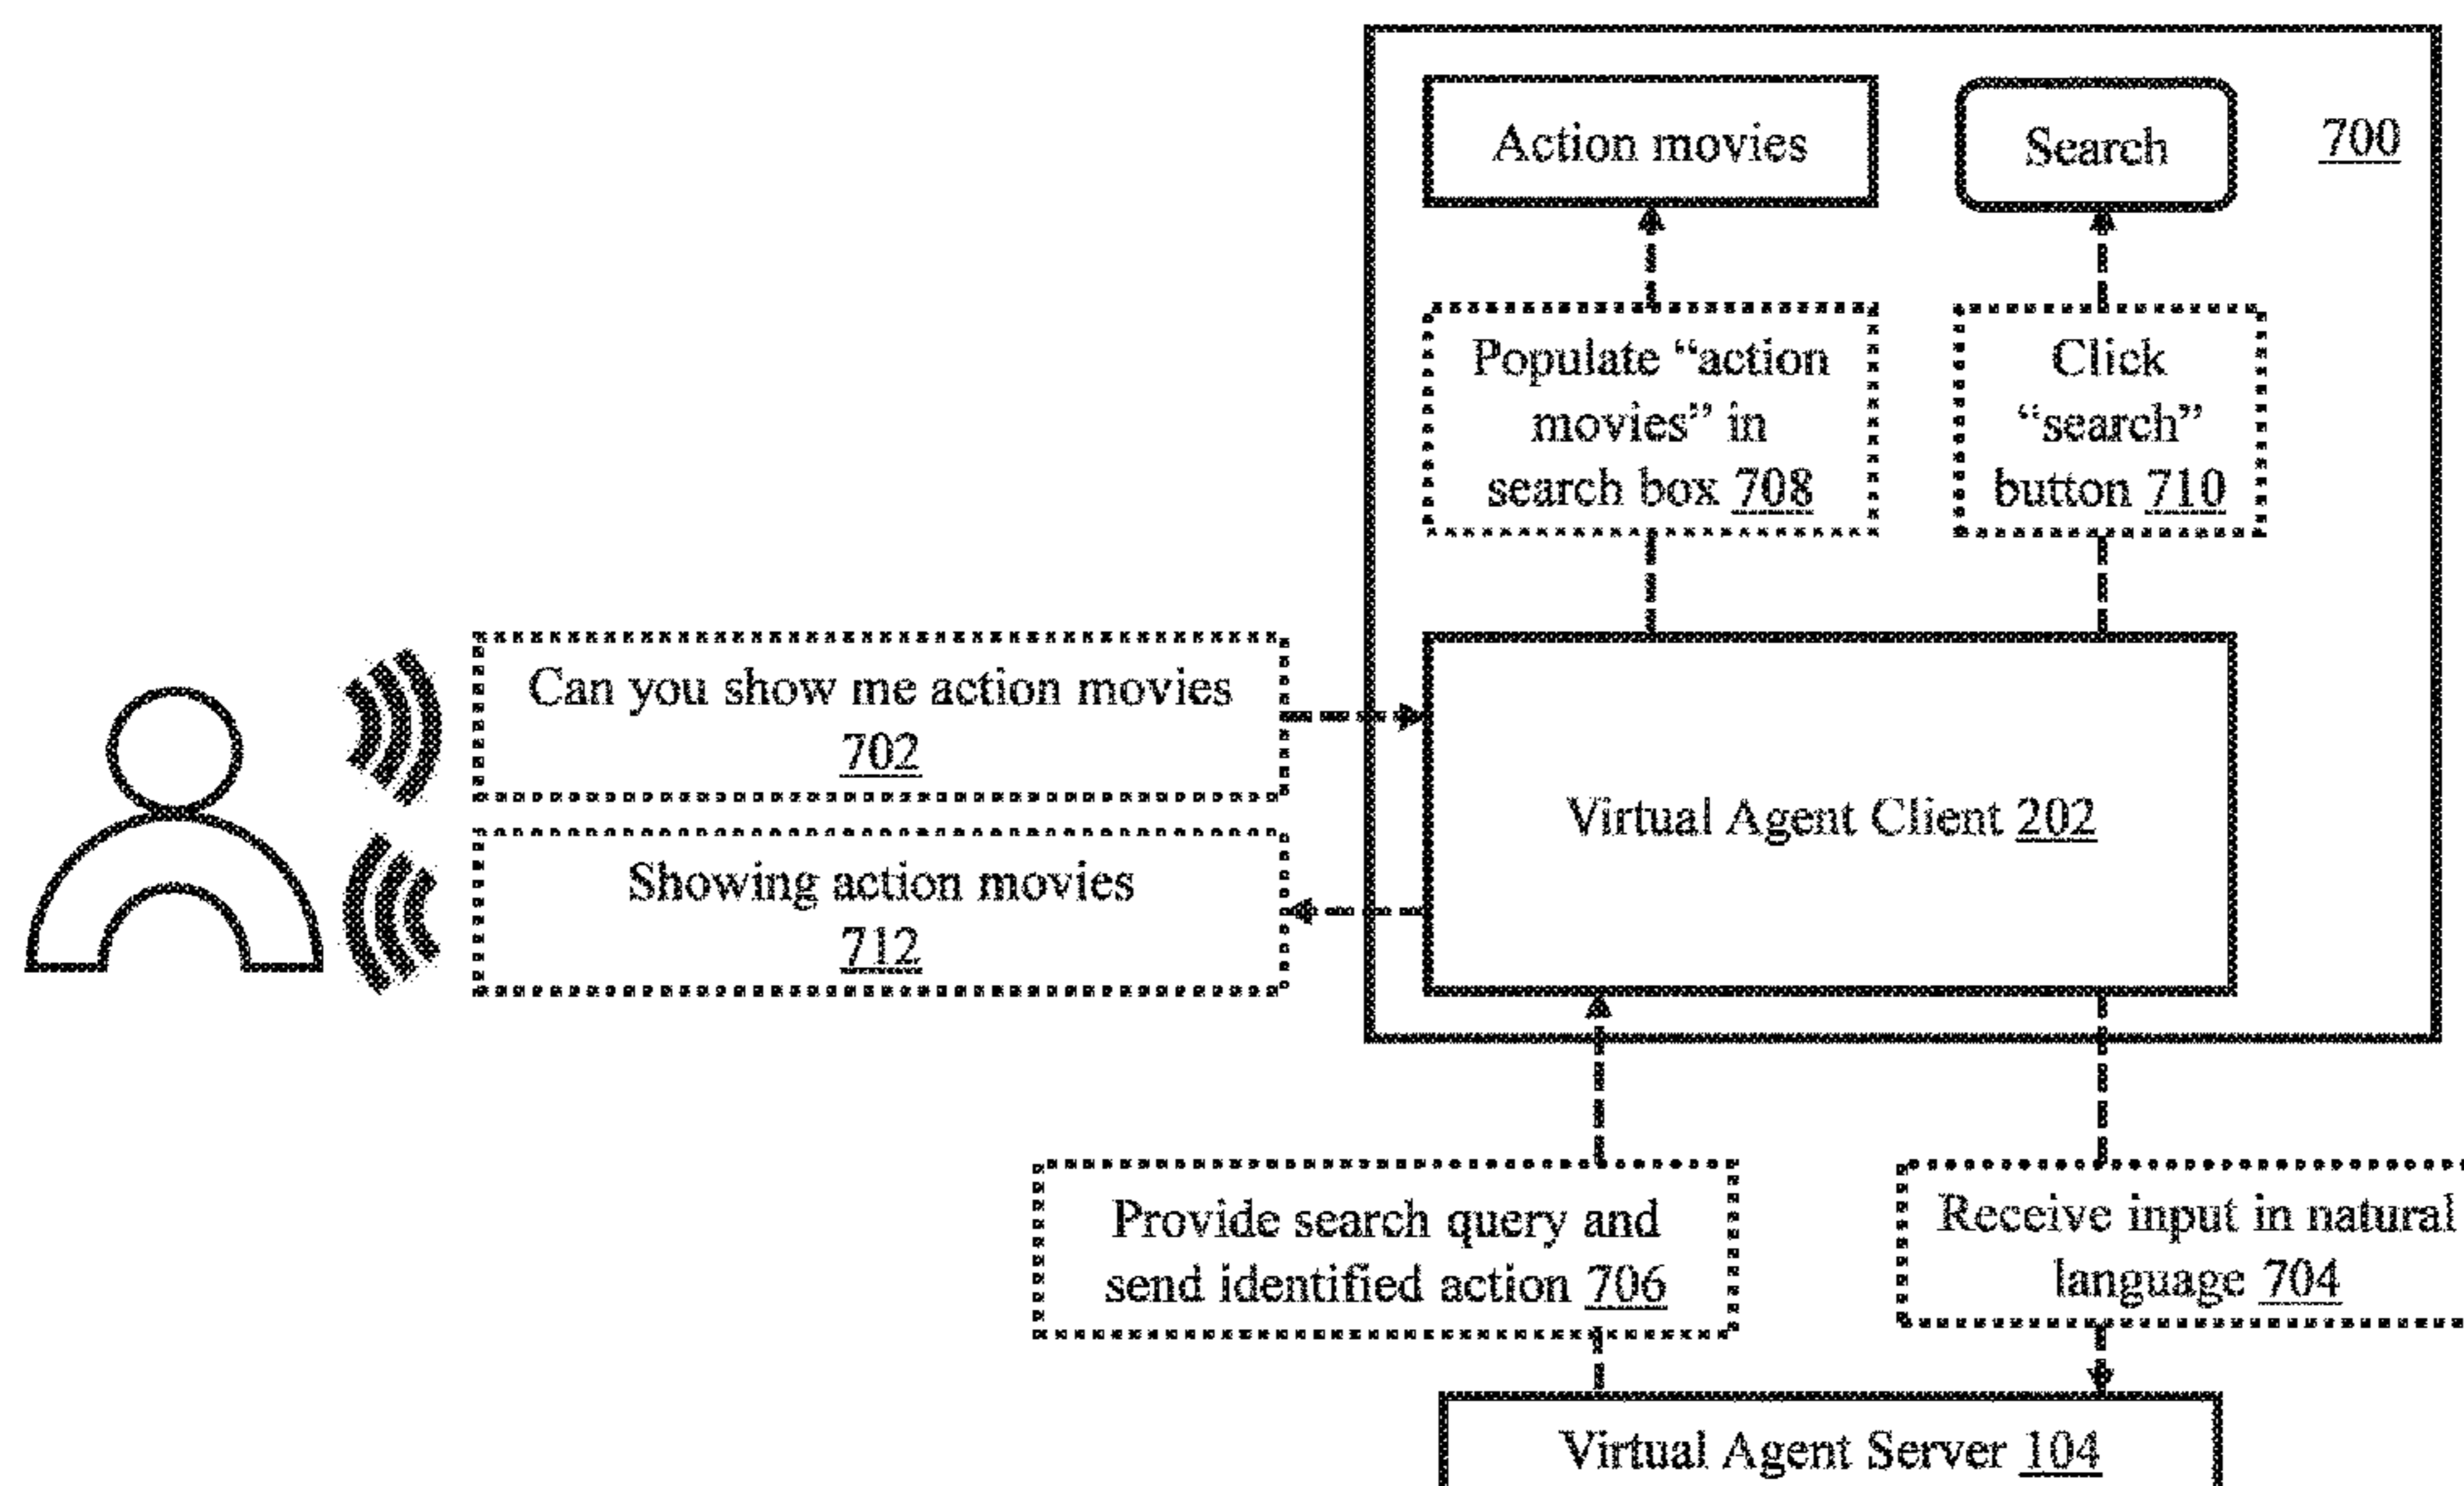 Action movies
Search
700
Populate “action
movies” in
search box 708
Click
“search”
button 710
Can you show me action movies
702
Showing action movies
712
Virtual Agent Client 202
Provide search query and
send identified action 706
Receive input in natural
language 704
Virtual Agent Server 104